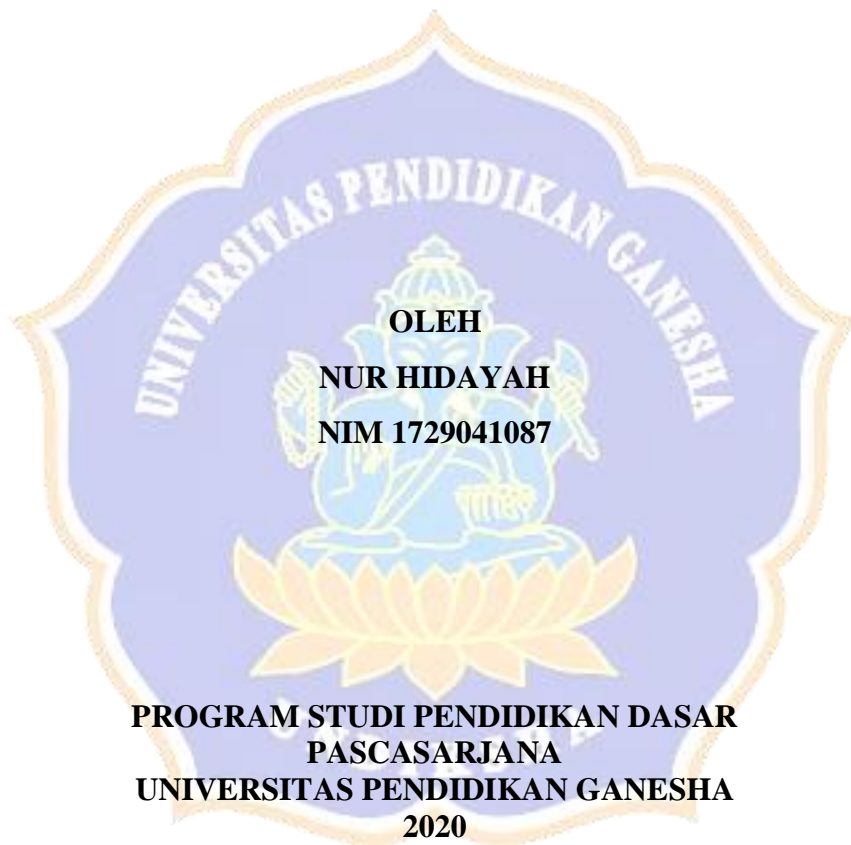 UNIVERSITAS PENDIDIKAN GANESHA
OLEH
NUR HIDAYAH
NIM 1729041087
PROGRAM STUDI PENDIDIKAN DASAR
PASCASARJANA
UNIVERSITAS PENDIDIKAN GANESHA
2020